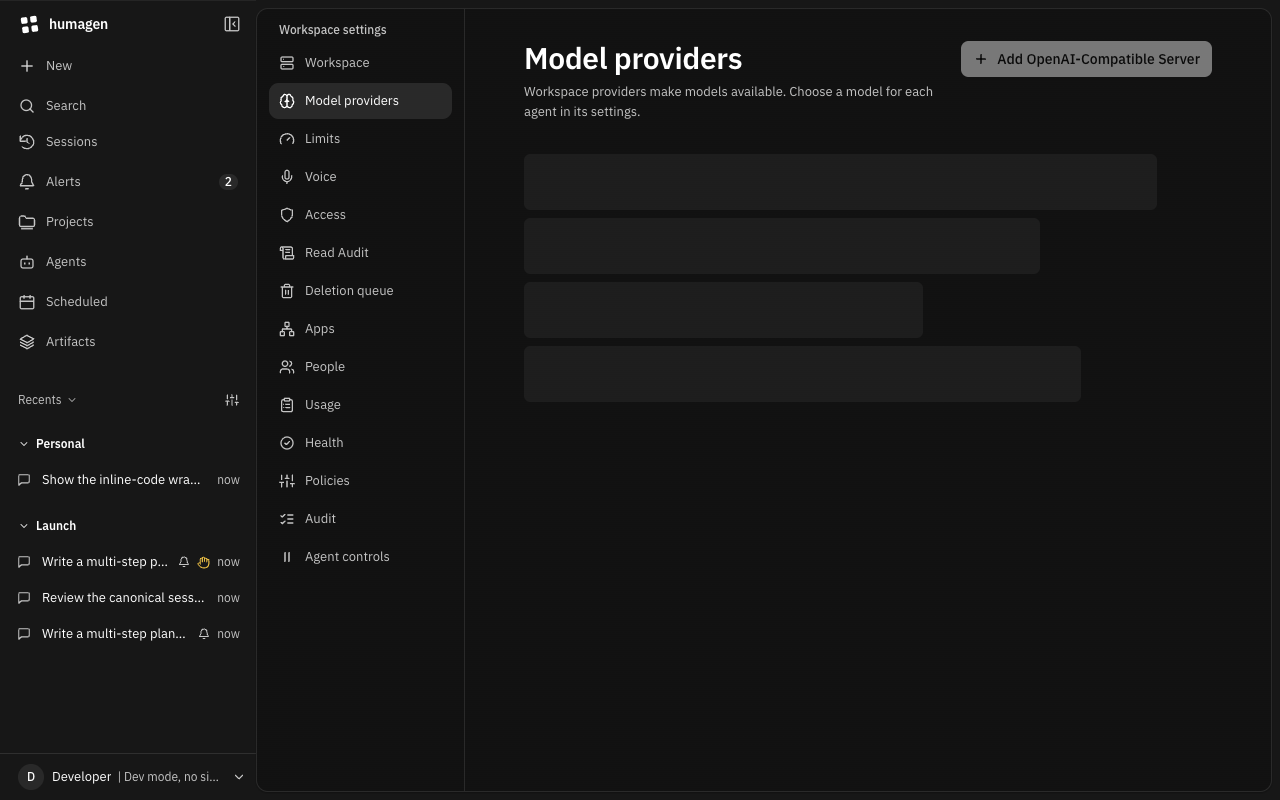 humagen
New
Search
Sessions
Alerts 2
Projects
Agents
Scheduled
Artifacts
Recents
Personal
Show the inline-code wra... now
Launch
Write a multi-step p... now
Review the canonical sess... now
Write a multi-step plan... now
D Developer | Dev mode, no si...
Workspace settings
Workspace
Model providers
Limits
Voice
Access
Read Audit
Deletion queue
Apps
People
Usage
Health
Policies
Audit
Agent controls
Model providers
Add OpenAI-Compatible Server
Workspace providers make models available. Choose a model for each
agent in its settings.